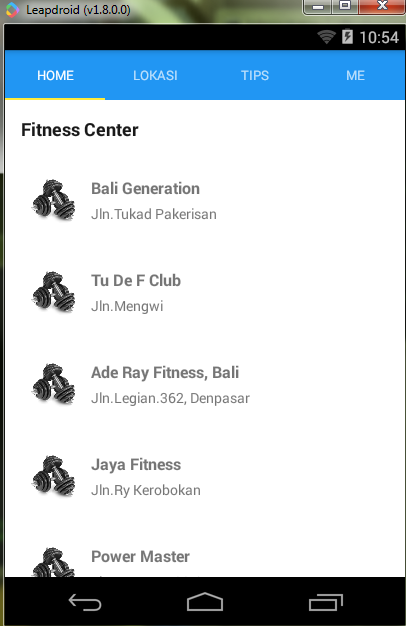 Leapdroid (v1.8.0.0)
10:54
HOME LOKASI TIPS ME
Fitness Center
Bali Generation
Jln.Tukad Pakerisan
Tu De F Club
Jln.Mengwi
Ade Ray Fitness, Bali
Jln.Legian.362, Denpasar
Jaya Fitness
Jln.Ry Kerobokan
Power Master